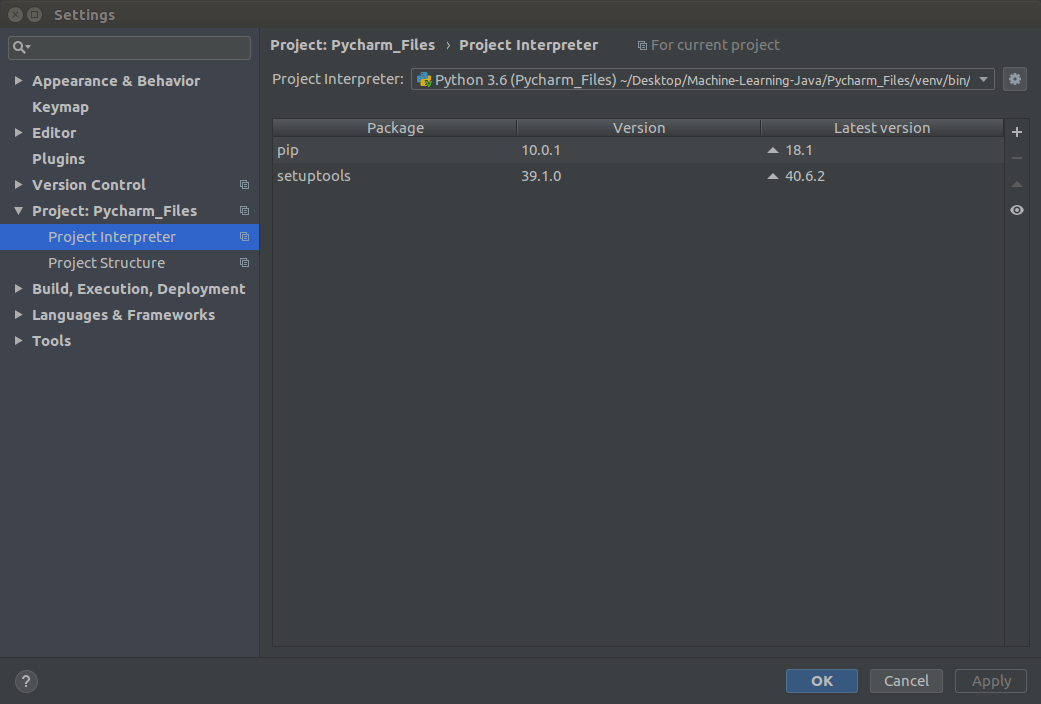 Settings
Project: Pycharm_Files › Project Interpreter For current project
Appearance & Behavior
Keymap
Editor
Plugins
Version Control
Project: Pycharm_Files
Project Interpreter
Project Structure
Build, Execution, Deployment
Languages & Frameworks
Tools
Project Interpreter: Python 3.6 (Pycharm_Files) ~/Desktop/Machine-Learning-Java/Pycharm_Files/venv/bin/
Package Version Latest version
pip 10.0.1 18.1
setuptools 39.1.0 40.6.2
? OK Cancel Apply